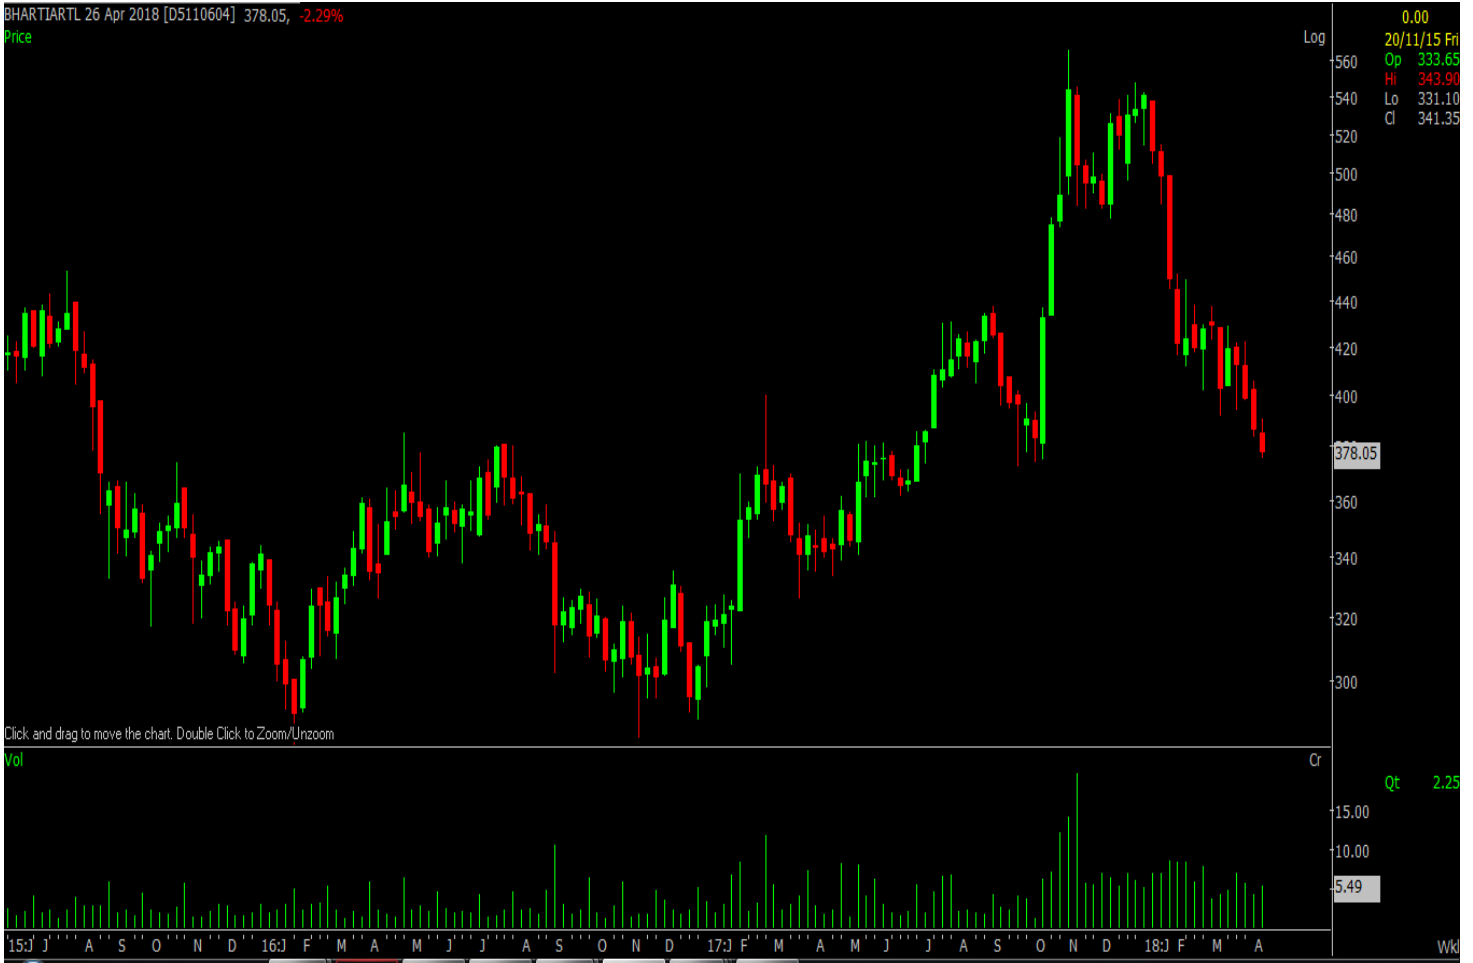 BHARTIARTL 26 Apr 2018 [D5110604] 378.05, -2.29%
Price
Log
0.00
20/11/15 Fri
Op 333.65
Hi 343.90
Lo 331.10
Cl 341.35
560
540
520
500
480
460
440
420
400
378.05
360
340
320
300
Click and drag to move the chart. Double Click to Zoom/Unzoom
Vol
Cr
Qt 2.25
15.00
10.00
5.49
'15:J J A S O N D 16:J F M A M J J A S O N D 17:J F M A M J J A S O N D 18:J F M A
Wkl